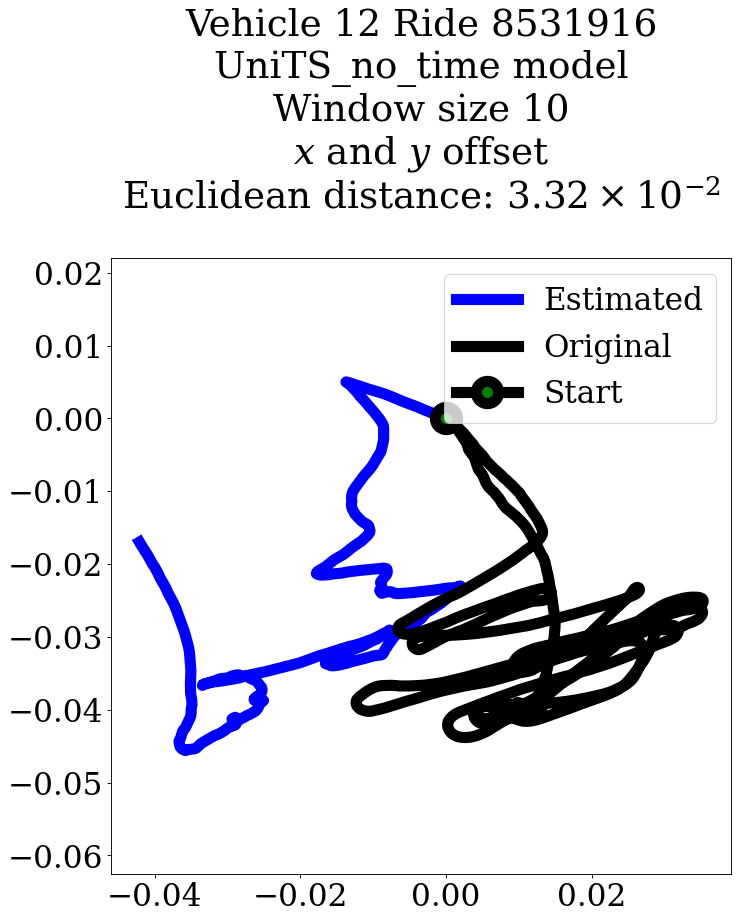 Vehicle 12 Ride 8531916
UniTS_no_time model
Window size 10
x and y offset
Euclidean distance: 3.32 × 10⁻²
Estimated
Original
Start
0.02
0.01
0.00
−0.01
−0.02
−0.03
−0.04
−0.05
−0.06
−0.04 −0.02 0.00 0.02